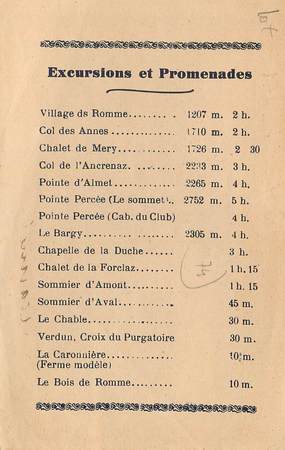 Excursions et Promenades
Village ds Romme......... 1207 m. 2 h.
Col des Annes ........... 1710 m. 2 h.
Chalet de Mery.......... 1726 m. 2 30
Col de l'Ancrenaz........ 2233 m. 3 h.
Pointe d'Almet .......... 2265 m. 4 h.
Pointe Percée (Le sommet). 2752 m. 5 h.
Pointe Percée (Cab. du Club) 4 h.
Le Bargy................ 2305 m. 4 h.
Chapelle de la Duche...... 3 h.
Chalet de la Forclaz....... 1 h. 15
Sommier d'Amont........ 1 h. 15
Sommier d'Aval.......... 45 m.
Le Chable............... 30 m.
Verdun, Croix du Purgatoire 30 m.
La Caronnière ........... 10 m.
(Ferme modèle)
Le Bois de Romme........ 10 m.